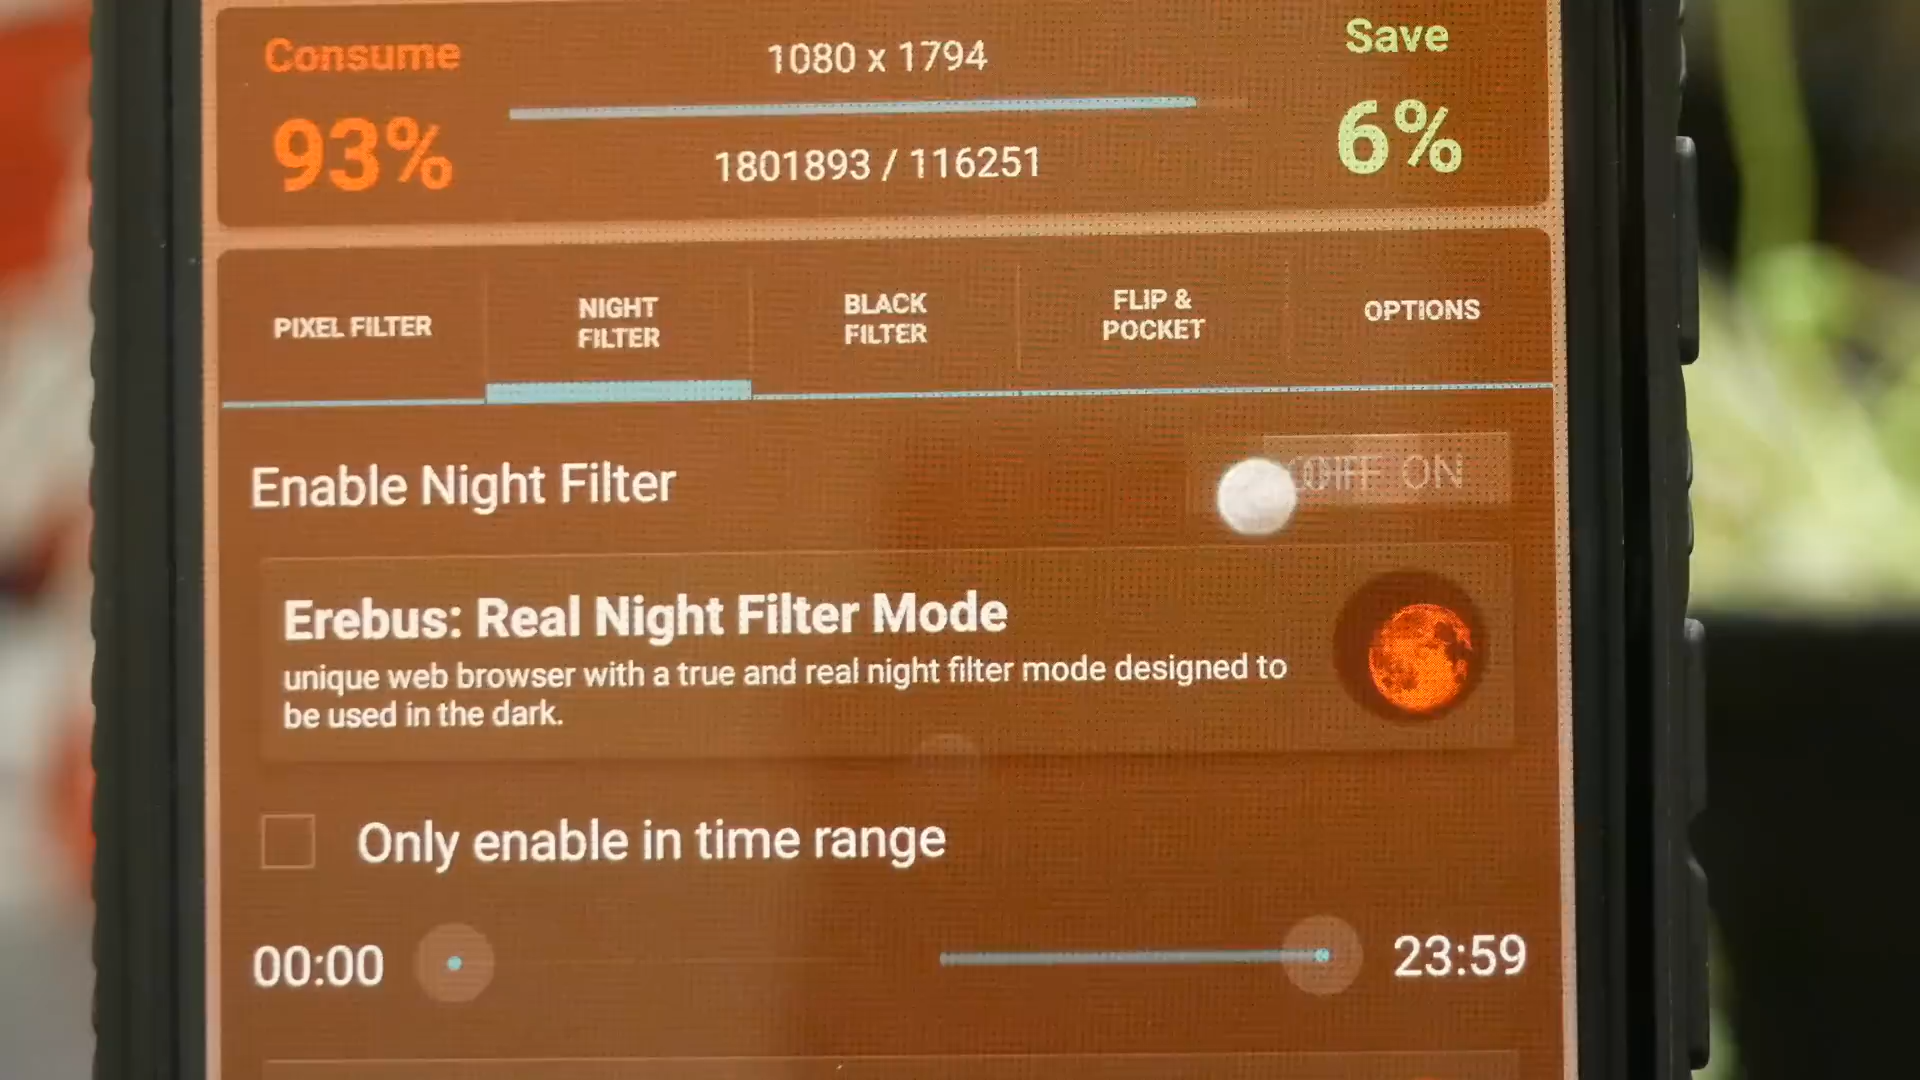 Consume
1080 x 1794
Save
93%
1801893 / 116251
6%
PIXEL FILTER
NIGHT
FILTER
BLACK
FILTER
FLIP &
POCKET
OPTIONS
Enable Night Filter
ON
Erebus: Real Night Filter Mode
unique web browser with a true and real night filter mode designed to
be used in the dark.
Only enable in time range
00:00
23:59